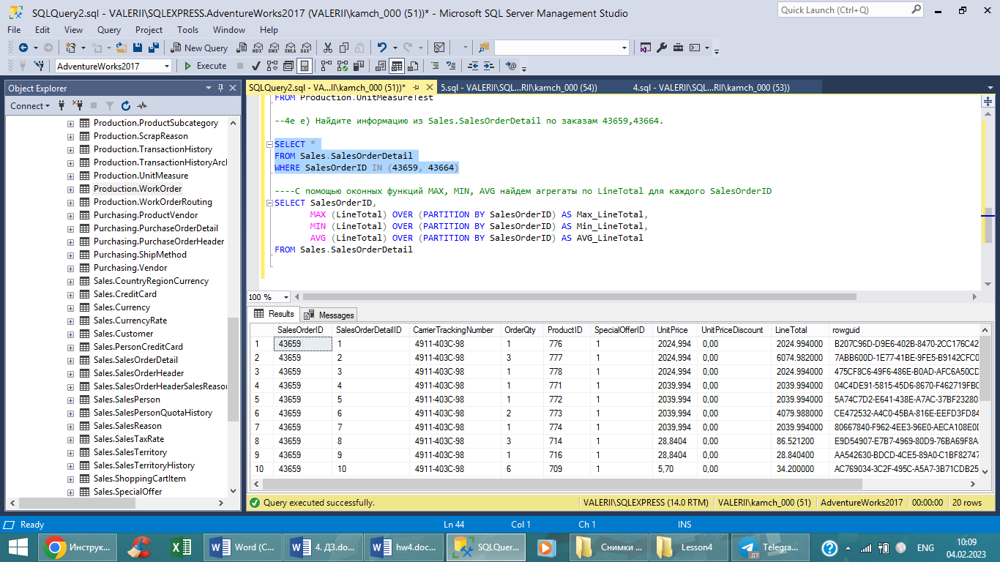 SQLQuery2.sql - VALERII\SQLEXPRESS.AdventureWorks2017 (VALERII\kamch_000 (51))* - Microsoft SQL Server Management Studio
Quick Launch (Ctrl+Q)
File Edit View Query Project Tools Window Help
New Query
MDX DMX XMLA DAX
AdventureWorks2017
Execute
Object Explorer
Connect
Production.ProductSubcategory
Production.ScrapReason
Production.TransactionHistory
Production.TransactionHistoryArc
Production.UnitMeasure
Production.WorkOrder
Production.WorkOrderRouting
Purchasing.ProductVendor
Purchasing.PurchaseOrderDetail
Purchasing.PurchaseOrderHeader
Purchasing.ShipMethod
Purchasing.Vendor
Sales.CountryRegionCurrency
Sales.CreditCard
Sales.Currency
Sales.CurrencyRate
Sales.Customer
Sales.PersonCreditCard
Sales.SalesOrderDetail
Sales.SalesOrderHeader
Sales.SalesOrderHeaderSalesReason
Sales.SalesPerson
Sales.SalesPersonQuotaHistory
Sales.SalesReason
Sales.SalesTaxRate
Sales.SalesTerritory
Sales.SalesTerritoryHistory
Sales.ShoppingCartItem
Sales.SpecialOffer
SQLQuery2.sql - VA...II\kamch_000 (51))* 5.sql - VALERII\SQL...RII\kamch_000 (54)) 4.sql - VALERII\SQL...RII\kamch_000 (53))
FROM Production.UnitMeasureTest
--4e e) Найдите информацию из Sales.SalesOrderDetail по заказам 43659,43664.
SELECT *
FROM Sales.SalesOrderDetail
WHERE SalesOrderID IN (43659, 43664)
----С помощью оконных функций MAX, MIN, AVG найдем агрегаты по LineTotal для каждого SalesOrderID
SELECT SalesOrderID,
MAX (LineTotal) OVER (PARTITION BY SalesOrderID) AS Max_LineTotal,
MIN (LineTotal) OVER (PARTITION BY SalesOrderID) AS Min_LineTotal,
AVG (LineTotal) OVER (PARTITION BY SalesOrderID) AS AVG_LineTotal
FROM Sales.SalesOrderDetail
100 %
Results Messages
SalesOrderID SalesOrderDetailID CarrierTrackingNumber OrderQty ProductID SpecialOfferID UnitPrice UnitPriceDiscount LineTotal rowguid
1 43659 1 4911-403C-98 1 776 1 2024,994 0,00 2024.994000 B207C96D-D9E6-402B-8470-2CC176C42
2 43659 2 4911-403C-98 3 777 1 2024,994 0,00 6074.982000 7ABB600D-1E77-41BE-9FE5-B9142CFC0
3 43659 3 4911-403C-98 1 778 1 2024,994 0,00 2024.994000 475CF8C6-49F6-486E-B0AD-AFC6A50CD
4 43659 4 4911-403C-98 1 771 1 2039,994 0,00 2039.994000 04C4DE91-5815-45D6-8670-F462719FBC
5 43659 5 4911-403C-98 1 772 1 2039,994 0,00 2039.994000 5A74C7D2-E641-438E-A7AC-37BF23280
6 43659 6 4911-403C-98 2 773 1 2039,994 0,00 4079.988000 CE472532-A4C0-45BA-816E-EEFD3FD84
7 43659 7 4911-403C-98 1 774 1 2039,994 0,00 2039.994000 80667840-F962-4EE3-96E0-AECA108E0D
8 43659 8 4911-403C-98 3 714 1 28,8404 0,00 86.521200 E9D54907-E7B7-4969-80D9-76BA69F8A
9 43659 9 4911-403C-98 1 716 1 28,8404 0,00 28.840400 AA542630-BDCD-4CE5-89A0-C1BF82747
10 43659 10 4911-403C-98 6 709 1 5,70 0,00 34.200000 AC769034-3C2F-495C-A5A7-3B71CDB25
Query executed successfully. VALERII\SQLEXPRESS (14.0 RTM) VALERII\kamch_000 (51) AdventureWorks2017 00:00:00 20 rows
Ready Ln 44 Col 1 Ch 1 INS
Инструк... Word (C... 4. ДЗ.do... hw4.doc... SQLQuer... Снимки ... Lesson4 Telegra... ..07 ENG
10:09
04.02.2023